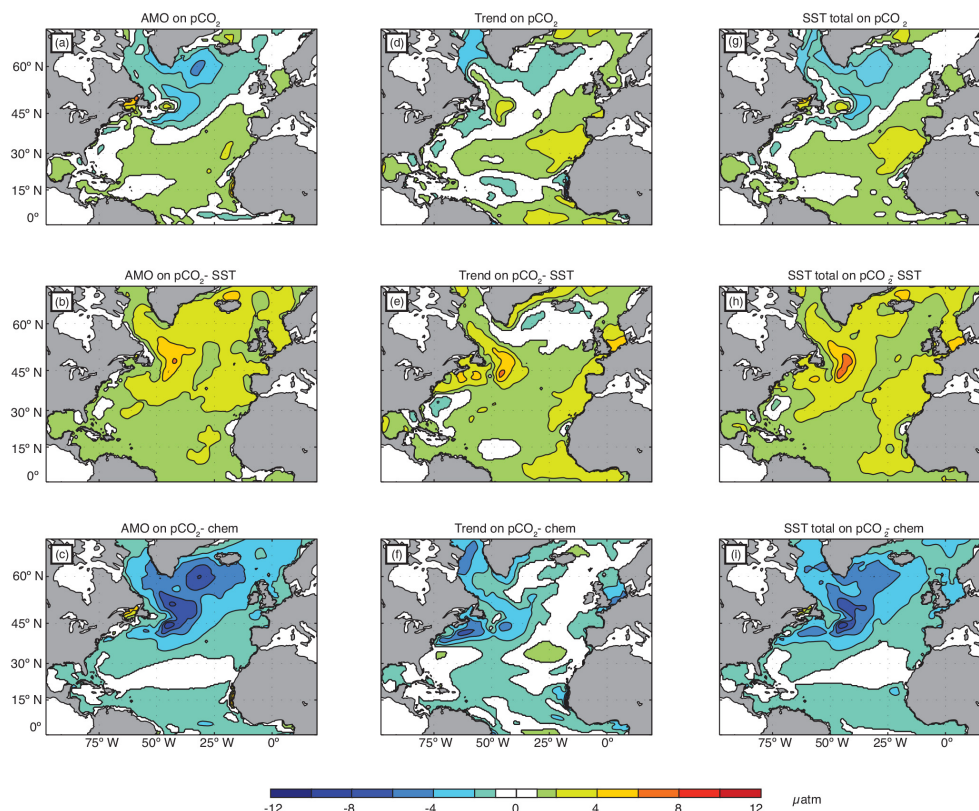 AMO on pCO₂
Trend on pCO₂
SST total on pCO₂
(a)
(d)
(g)
60° N
45° N
30° N
15° N
0°
AMO on pCO₂- SST
Trend on pCO₂- SST
SST total on pCO₂- SST
(b)
(e)
(h)
60° N
45° N
30° N
15° N
0°
AMO on pCO₂- chem
Trend on pCO₂- chem
SST total on pCO₂- chem
(c)
(f)
(i)
60° N
45° N
30° N
15° N
0°
75° W 50° W 25° W 0° 75° W 50° W 25° W 0° 75° W 50° W 25° W 0°
-12 -8 -4 0 4 8 12 μatm